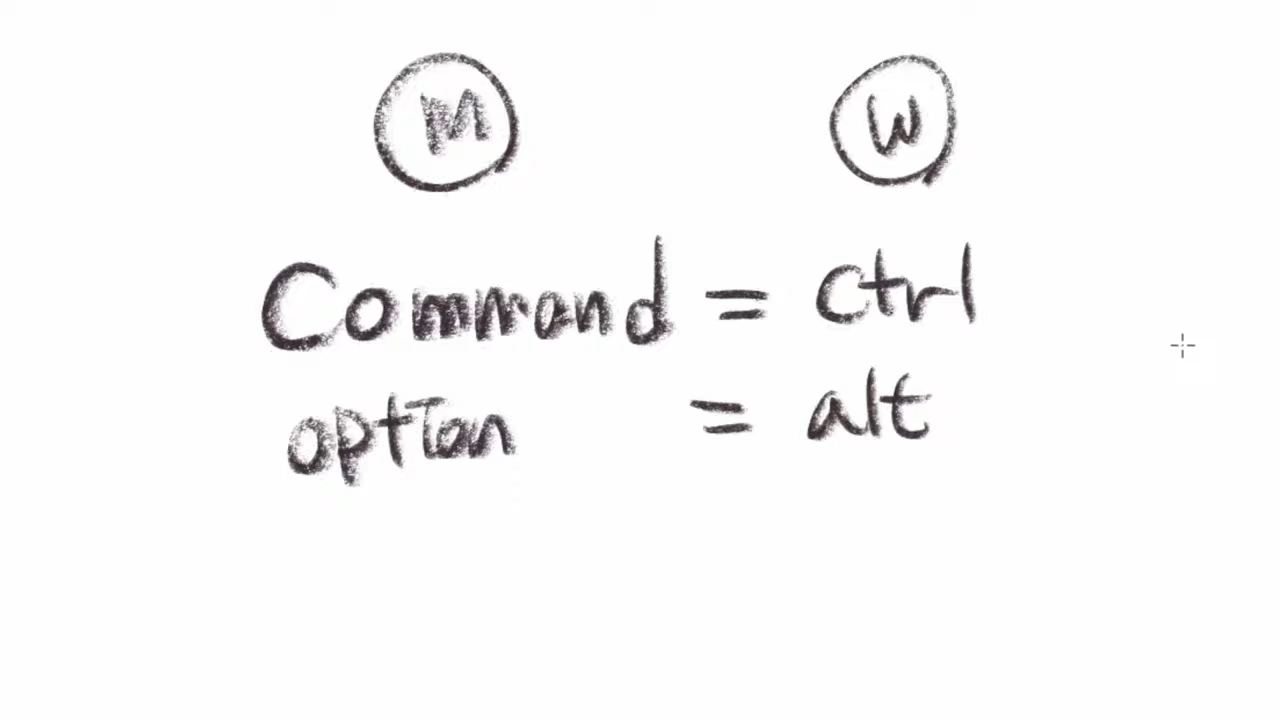 M W
Command = ctrl
option = alt